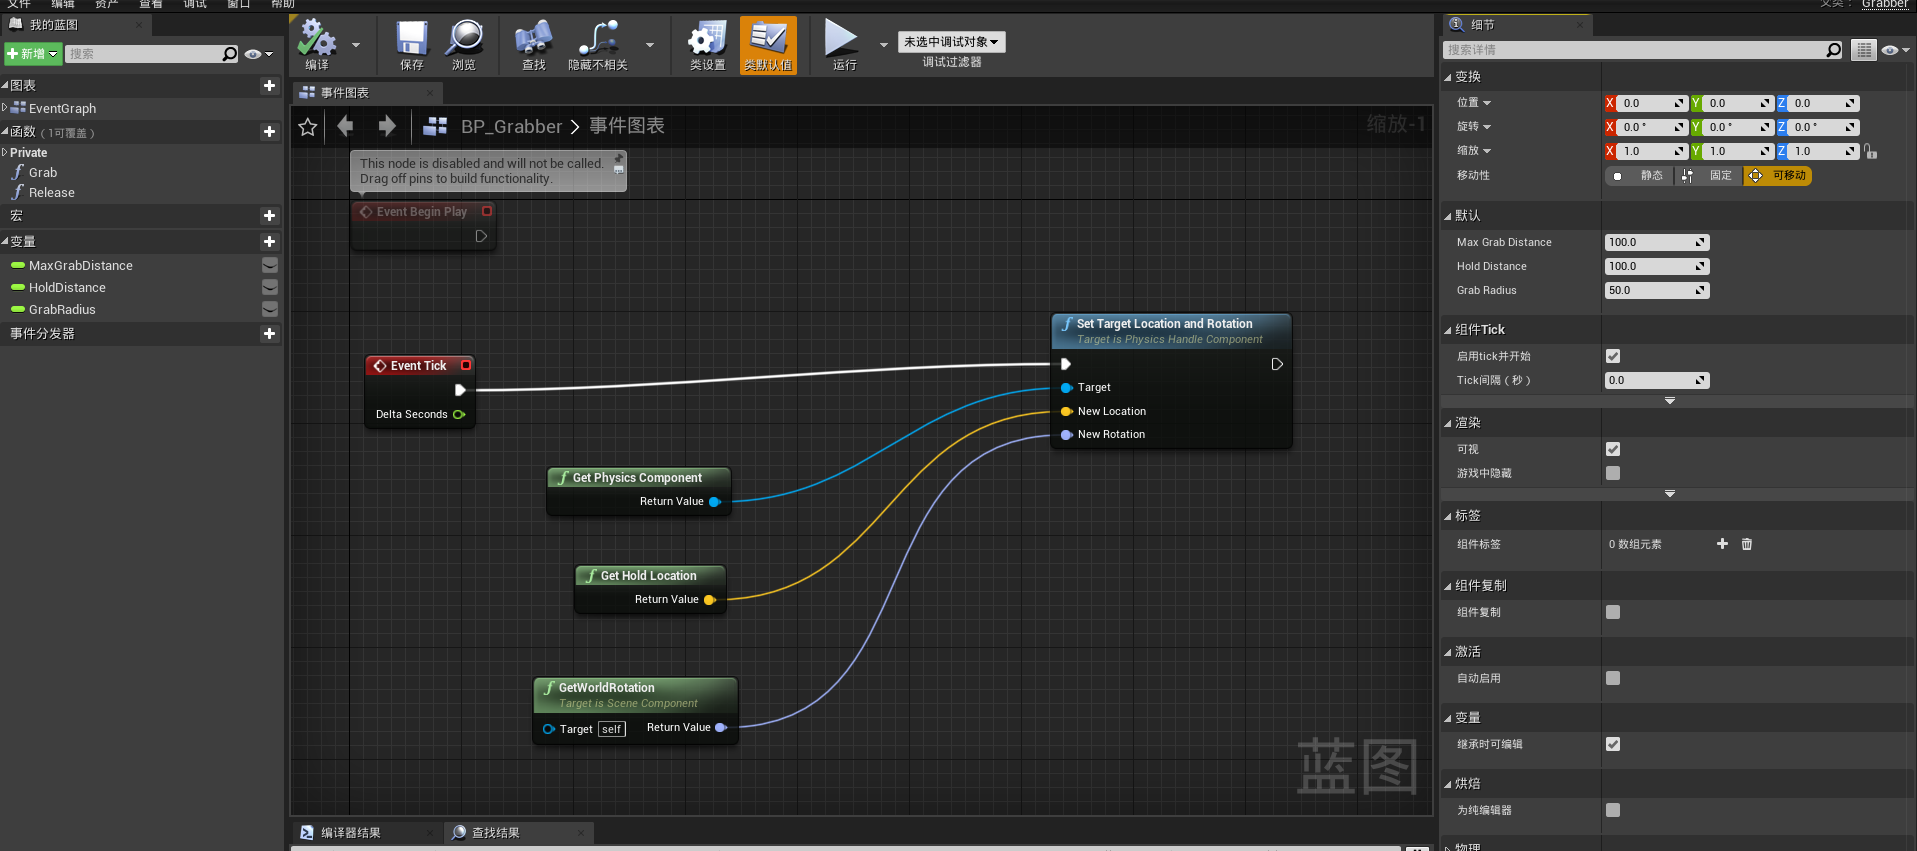 文件 编辑 资产 查看 调试 窗口 帮助
父类： Grabber
我的蓝图
新增
搜索
图表
EventGraph
函数 (1可覆盖)
Private
Grab
Release
宏
变量
MaxGrabDistance
HoldDistance
GrabRadius
事件分发器
编译
保存
浏览
查找
隐藏不相关
类设置
类默认值
运行
未选中调试对象
调试过滤器
事件图表
BP_Grabber > 事件图表
缩放-1
This node is disabled and will not be called.
Drag off pins to build functionality.
Event Begin Play
Event Tick
Delta Seconds
Set Target Location and Rotation
Target is Physics Handle Component
Target
New Location
New Rotation
Get Physics Component
Return Value
Get Hold Location
Return Value
GetWorldRotation
Target is Scene Component
Target self Return Value
蓝图
编译器结果
查找结果
细节
搜索详情
变换
位置 X 0.0 Y 0.0 Z 0.0
旋转 X 0.0° Y 0.0° Z 0.0°
缩放 X 1.0 Y 1.0 Z 1.0
移动性 静态 固定 可移动
默认
Max Grab Distance 100.0
Hold Distance 100.0
Grab Radius 50.0
组件Tick
启用tick并开始
Tick间隔（秒） 0.0
渲染
可视
游戏中隐藏
标签
组件标签 0 数组元素
组件复制
组件复制
激活
自动启用
变量
继承时可编辑
烘焙
为纯编辑器
物理